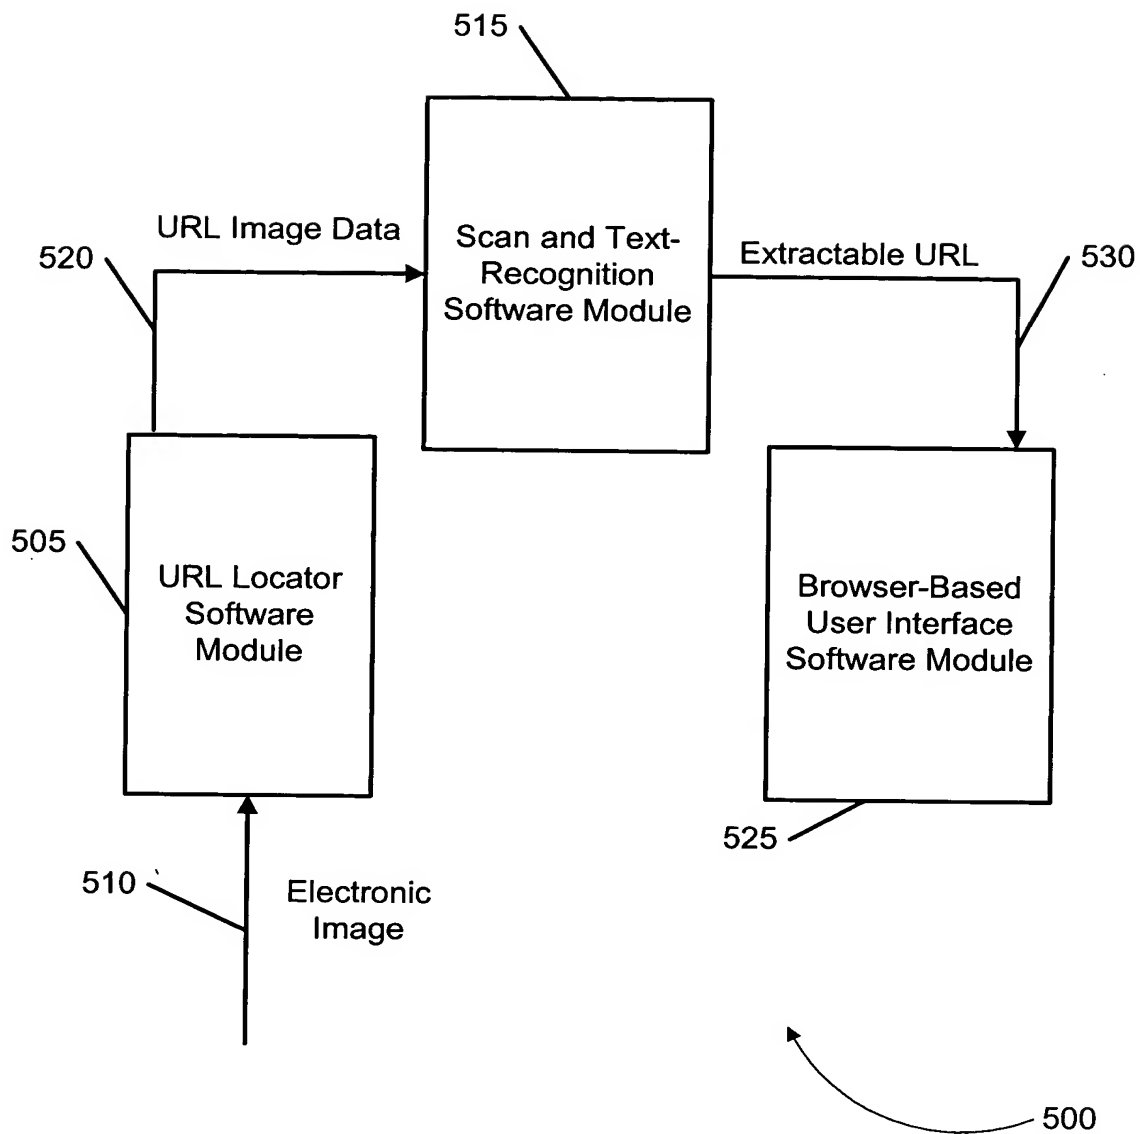 515
URL Image Data
Scan and Text-
Recognition
Software Module
Extractable URL
520
530
505
URL Locator
Software
Module
Browser-Based
User Interface
Software Module
525
510
Electronic
Image
500